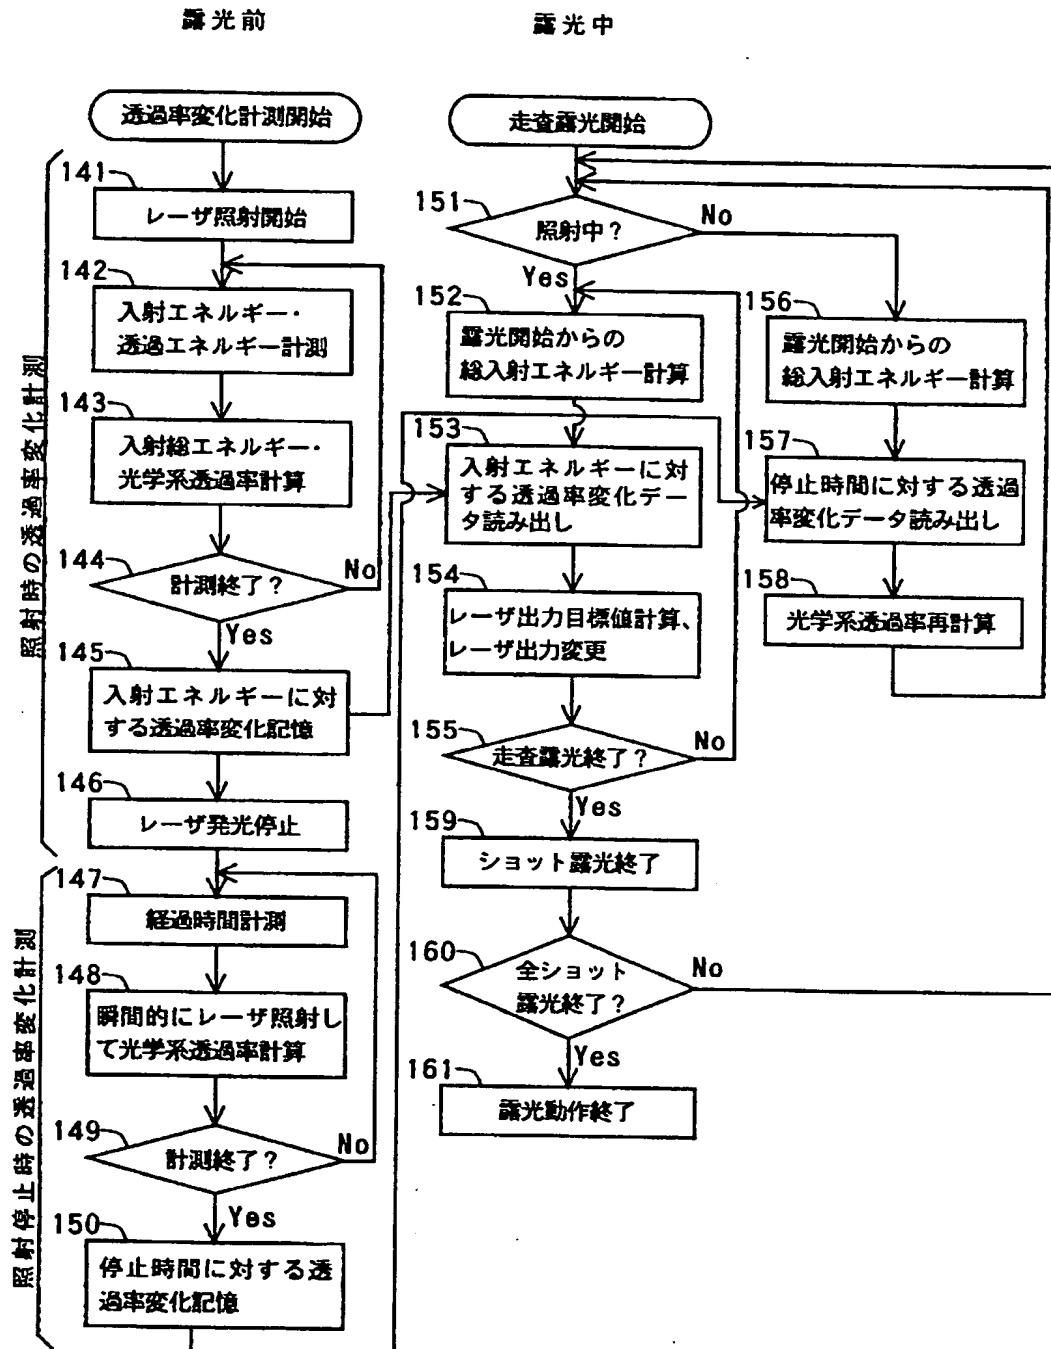 露光前
透過率変化計測開始
照射時の透過率変化計測
141
レーザ照射開始
142
入射エネルギー・
透過エネルギー計測
143
入射総エネルギー・
光学系透過率計算
144
計測終了?
No
Yes
145
入射エネルギーに対
する透過率変化記憶
146
レーザ発光停止
照射停止時の透過率変化計測
147
経過時間計測
148
瞬間的にレーザ照射し
て光学系透過率計算
149
計測終了?
No
Yes
150
停止時間に対する透
過率変化記憶
露光中
走査露光開始
151
照射中?
No
Yes
152
露光開始からの
総入射エネルギー計算
153
入射エネルギーに対
する透過率変化デー
タ読み出し
154
レーザ出力目標値計算、
レーザ出力変更
155
走査露光終了?
No
Yes
156
露光開始からの
総入射エネルギー計算
157
停止時間に対する透過
率変化データ読み出し
158
光学系透過率再計算
159
ショット露光終了
160
全ショット
露光終了?
No
Yes
161
露光動作終了